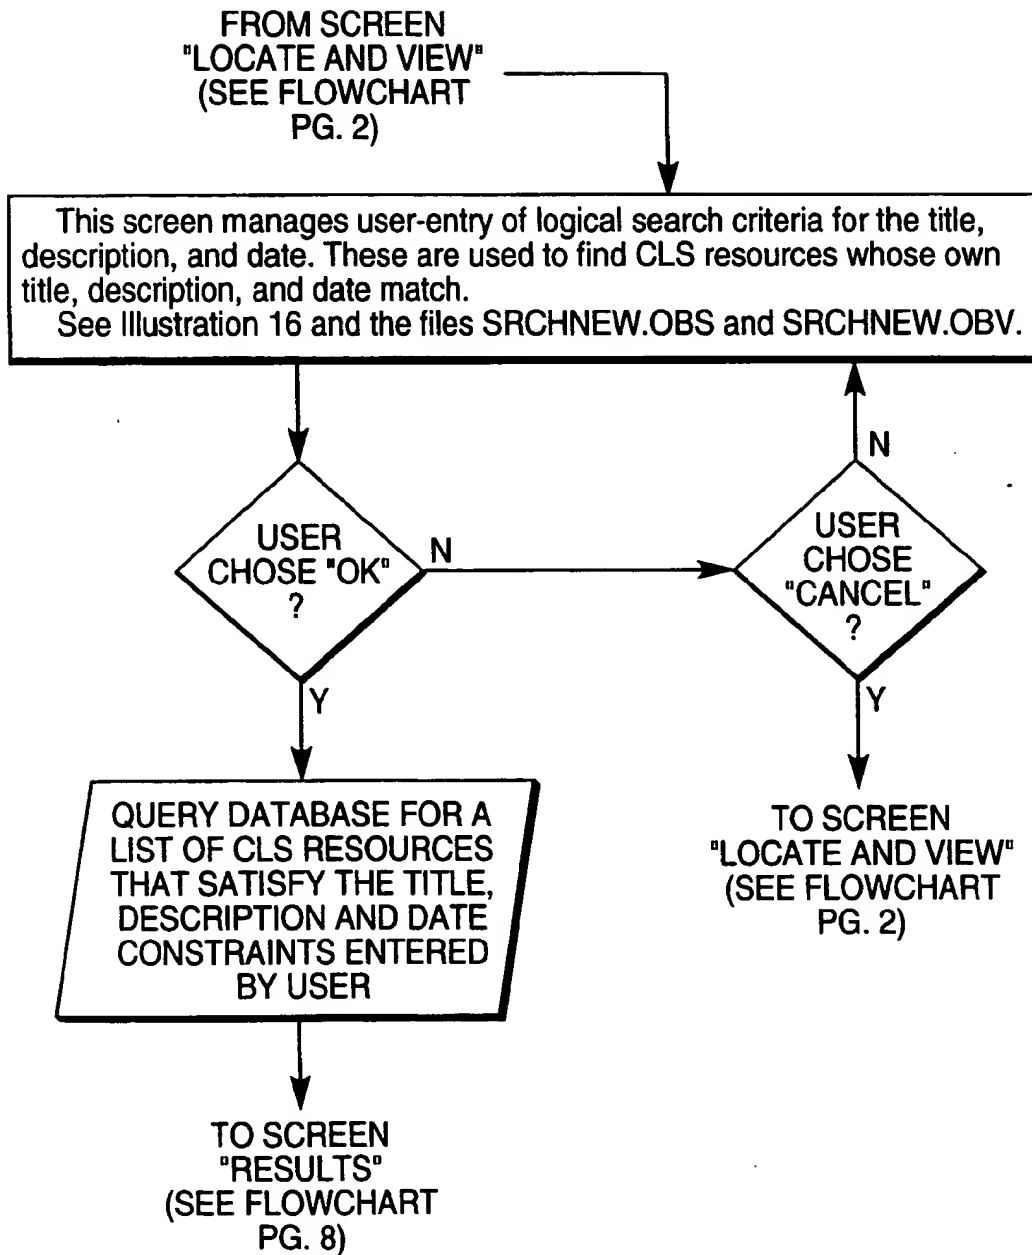 FROM SCREEN
"LOCATE AND VIEW"
(SEE FLOWCHART
PG. 2)
This screen manages user-entry of logical search criteria for the title,
description, and date. These are used to find CLS resources whose own
title, description, and date match.
See Illustration 16 and the files SRCHNEW.OBS and SRCHNEW.OBV.
USER
CHOSE "OK"
?
N
Y
N
USER
CHOSE
"CANCEL"
?
Y
QUERY DATABASE FOR A
LIST OF CLS RESOURCES
THAT SATISFY THE TITLE,
DESCRIPTION AND DATE
CONSTRAINTS ENTERED
BY USER
TO SCREEN
"LOCATE AND VIEW"
(SEE FLOWCHART
PG. 2)
TO SCREEN
"RESULTS"
(SEE FLOWCHART
PG. 8)